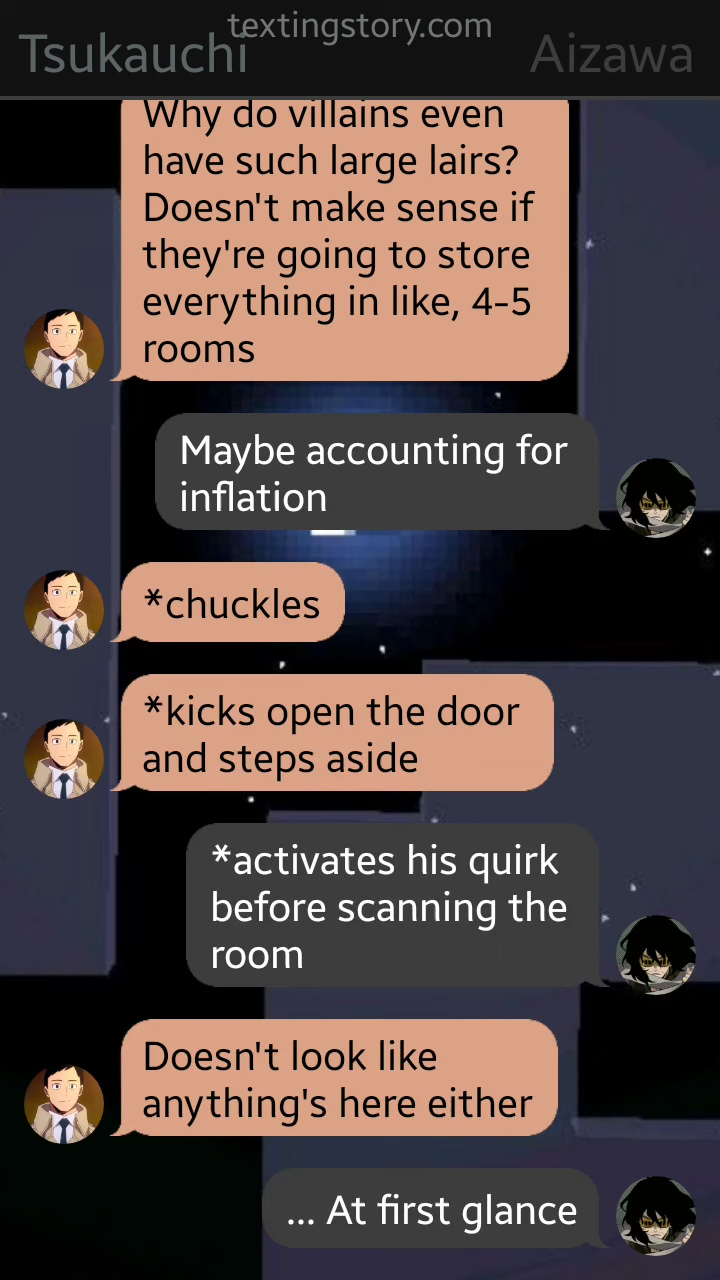 textingstory.com
Tsukauchi
Aizawa
Why do villains even
have such large lairs?
Doesn't make sense if
they're going to store
everything in like, 4-5
rooms
Maybe accounting for
inflation
*chuckles
*kicks open the door
and steps aside
*activates his quirk
before scanning the
room
Doesn't look like
anything's here either
... At first glance